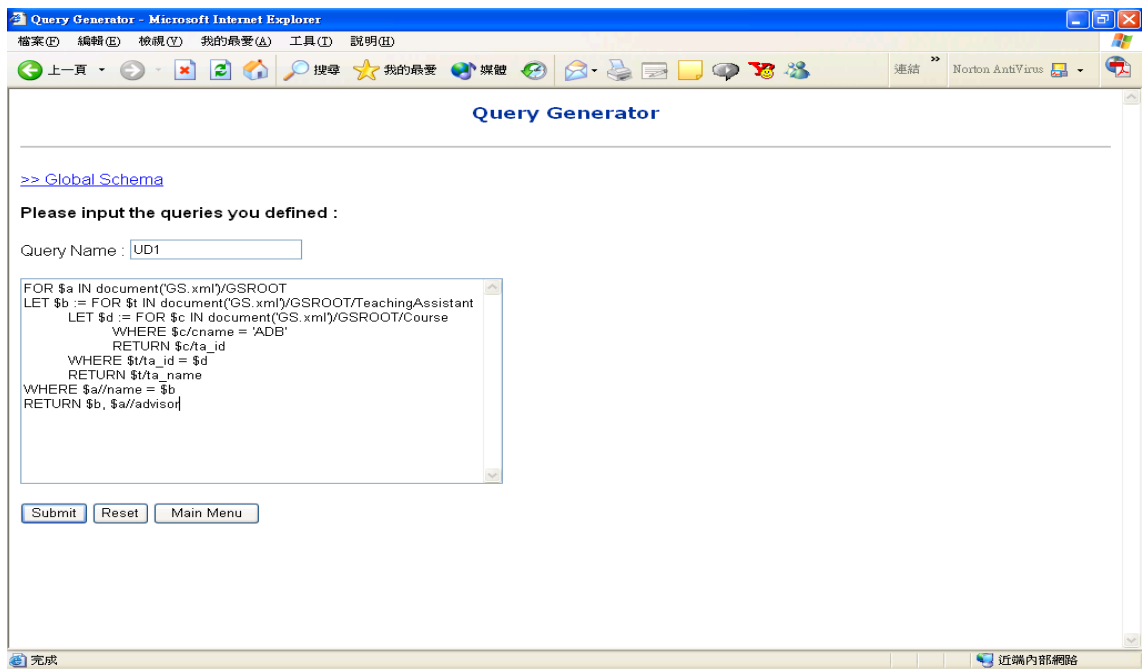 Query Generator - Microsoft Internet Explorer
檔案(F) 編輯(E) 檢視(V) 我的最愛(A) 工具(T) 說明(H)
上一頁 搜尋 我的最愛 媒體 連結 » Norton AntiVirus
Query Generator
>> Global Schema
Please input the queries you defined :
Query Name : UD1
FOR $a IN document('GS.xml')/GSROOT
LET $b := FOR $t IN document('GS.xml')/GSROOT/TeachingAssistant
LET $d := FOR $c IN document('GS.xml')/GSROOT/Course
WHERE $c/cname = 'ADB'
RETURN $c/ta_id
WHERE $t/ta_id = $d
RETURN $t/ta_name
WHERE $a//name = $b
RETURN $b, $a//advisor
Submit Reset Main Menu
完成 近端內部網路